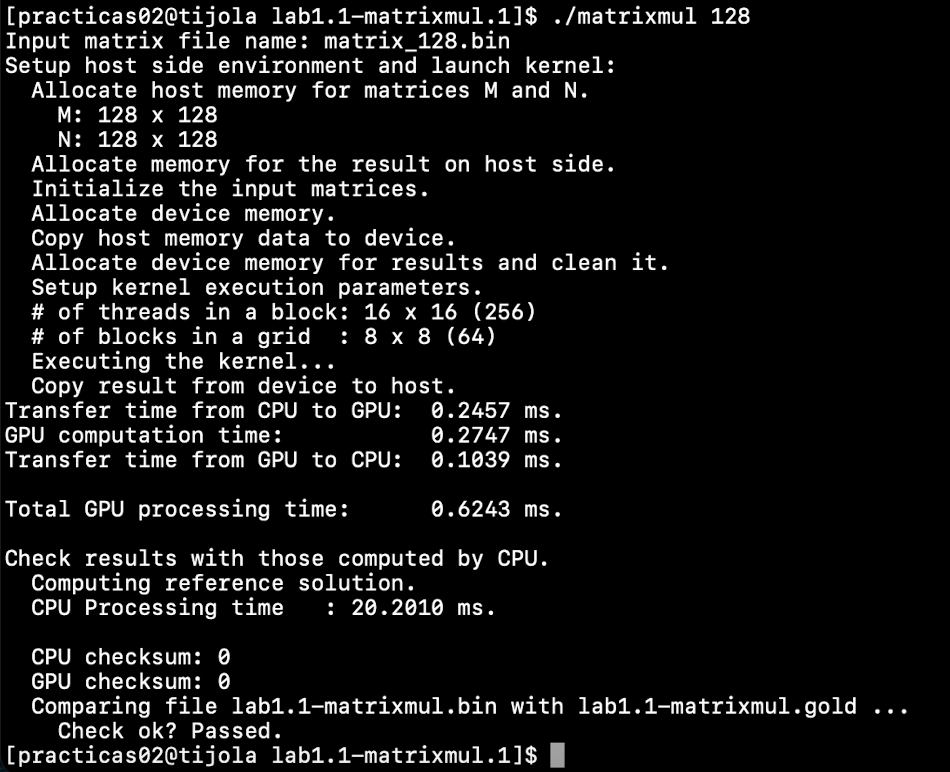 [practicas02@tijola lab1.1-matrixmul.1]$ ./matrixmul 128
Input matrix file name: matrix_128.bin
Setup host side environment and launch kernel:
  Allocate host memory for matrices M and N.
    M: 128 x 128
    N: 128 x 128
  Allocate memory for the result on host side.
  Initialize the input matrices.
  Allocate device memory.
  Copy host memory data to device.
  Allocate device memory for results and clean it.
  Setup kernel execution parameters.
  # of threads in a block: 16 x 16 (256)
  # of blocks in a grid  : 8 x 8 (64)
  Executing the kernel...
  Copy result from device to host.
Transfer time from CPU to GPU:  0.2457 ms.
GPU computation time:           0.2747 ms.
Transfer time from GPU to CPU:  0.1039 ms.

Total GPU processing time:      0.6243 ms.

Check results with those computed by CPU.
  Computing reference solution.
  CPU Processing time   : 20.2010 ms.

  CPU checksum: 0
  GPU checksum: 0
  Comparing file lab1.1-matrixmul.bin with lab1.1-matrixmul.gold ...
    Check ok? Passed.
[practicas02@tijola lab1.1-matrixmul.1]$